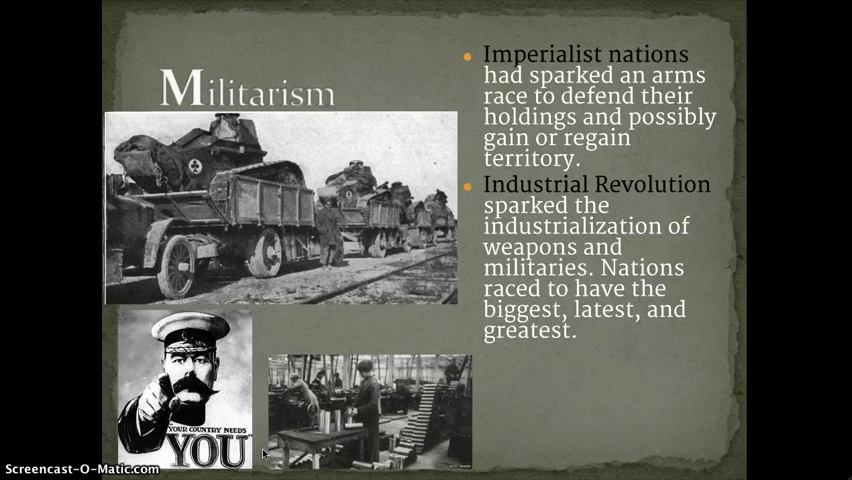 Militarism
Imperialist nations
had sparked an arms
race to defend their
holdings and possibly
gain or regain
territory.
Industrial Revolution
sparked the
industrialization of
weapons and
militaries. Nations
raced to have the
biggest, latest, and
greatest.
YOUR COUNTRY NEEDS
YOU
Screencast-O-Matic.com